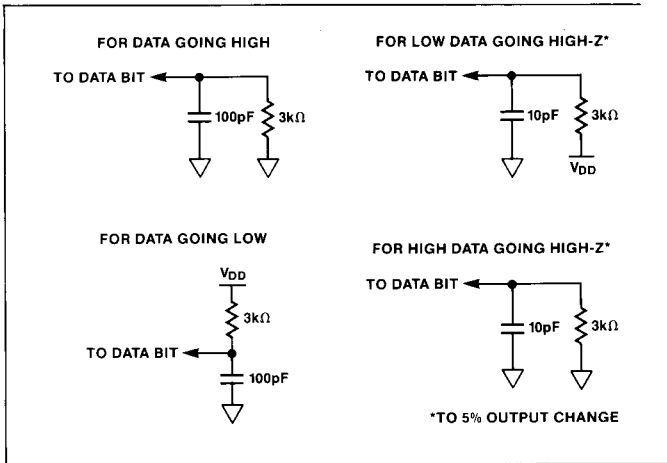 FOR DATA GOING HIGH
TO DATA BIT
100pF
3kΩ
FOR LOW DATA GOING HIGH-Z*
TO DATA BIT
10pF
3kΩ
VDD
FOR DATA GOING LOW
VDD
3kΩ
TO DATA BIT
100pF
FOR HIGH DATA GOING HIGH-Z*
TO DATA BIT
10pF
3kΩ
*TO 5% OUTPUT CHANGE